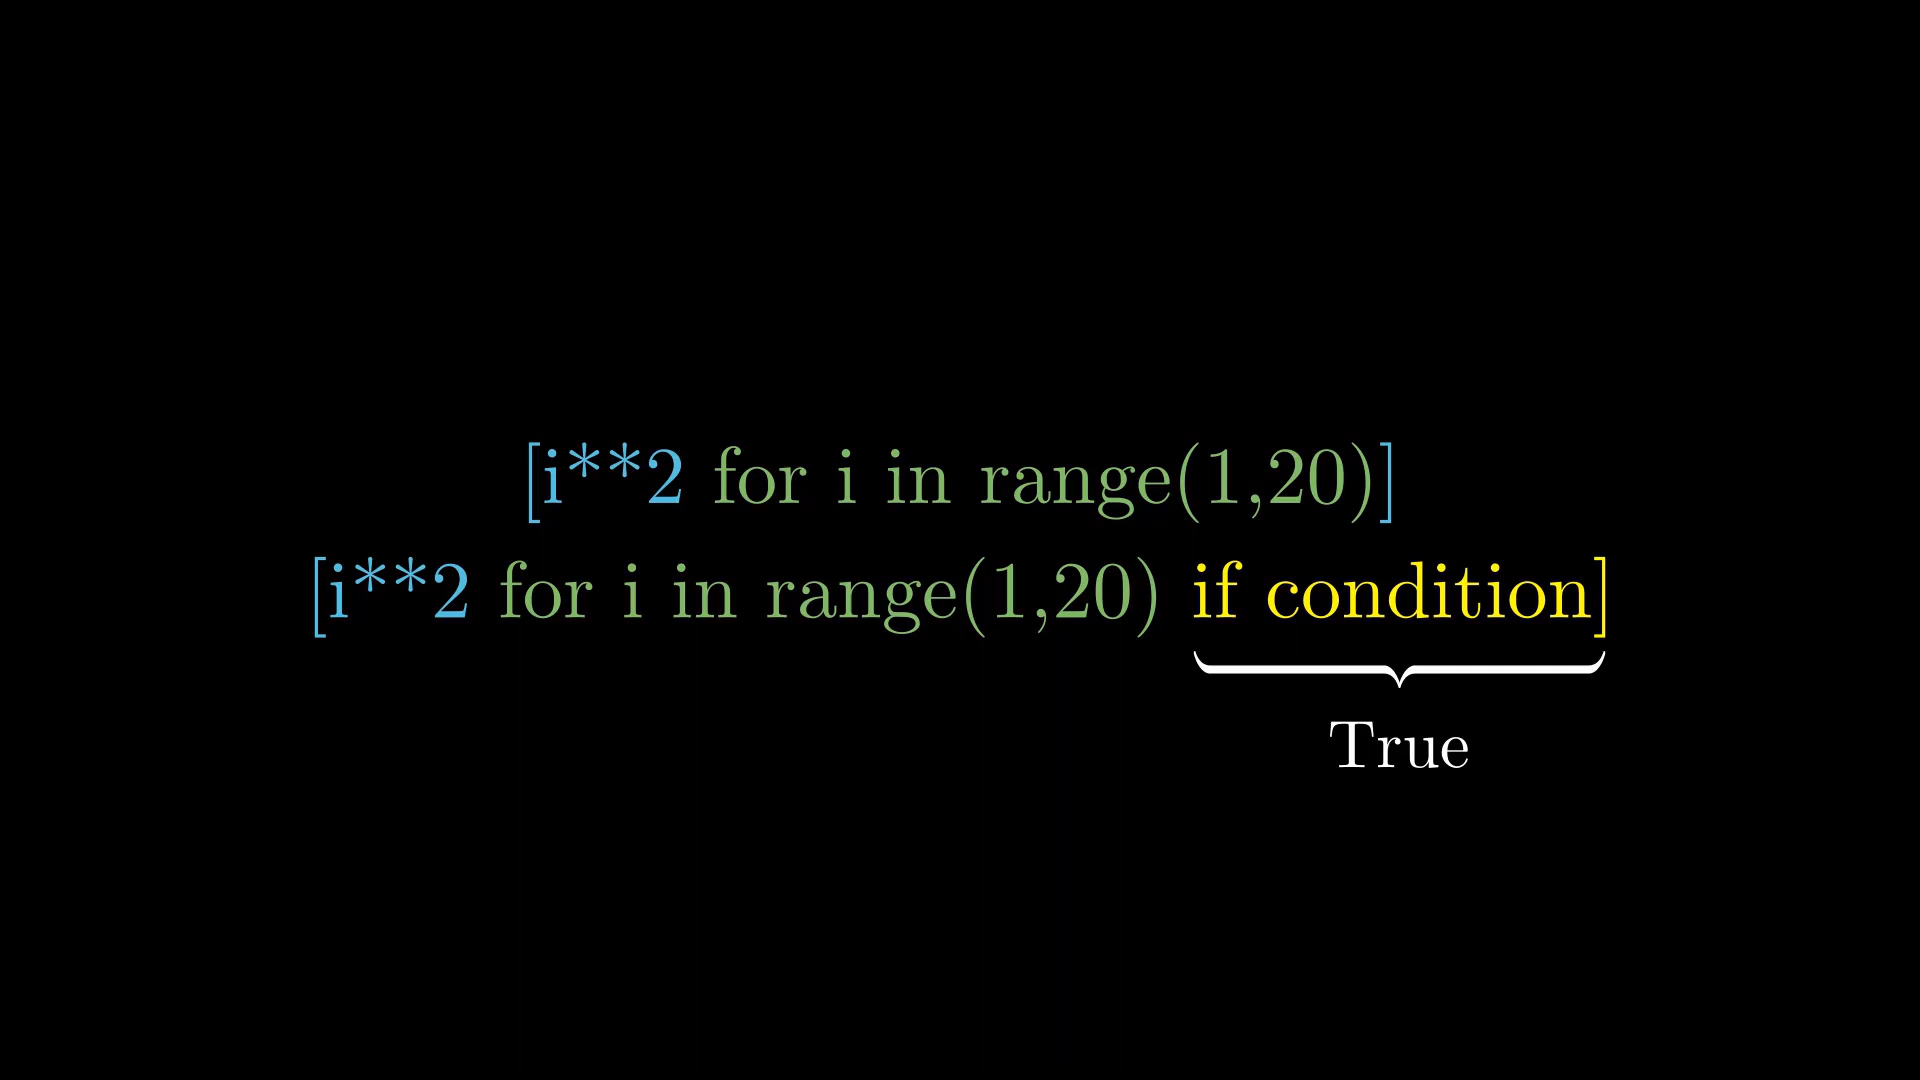 [i**2 for i in range(1,20)]
[i**2 for i in range(1,20) if condition]
True